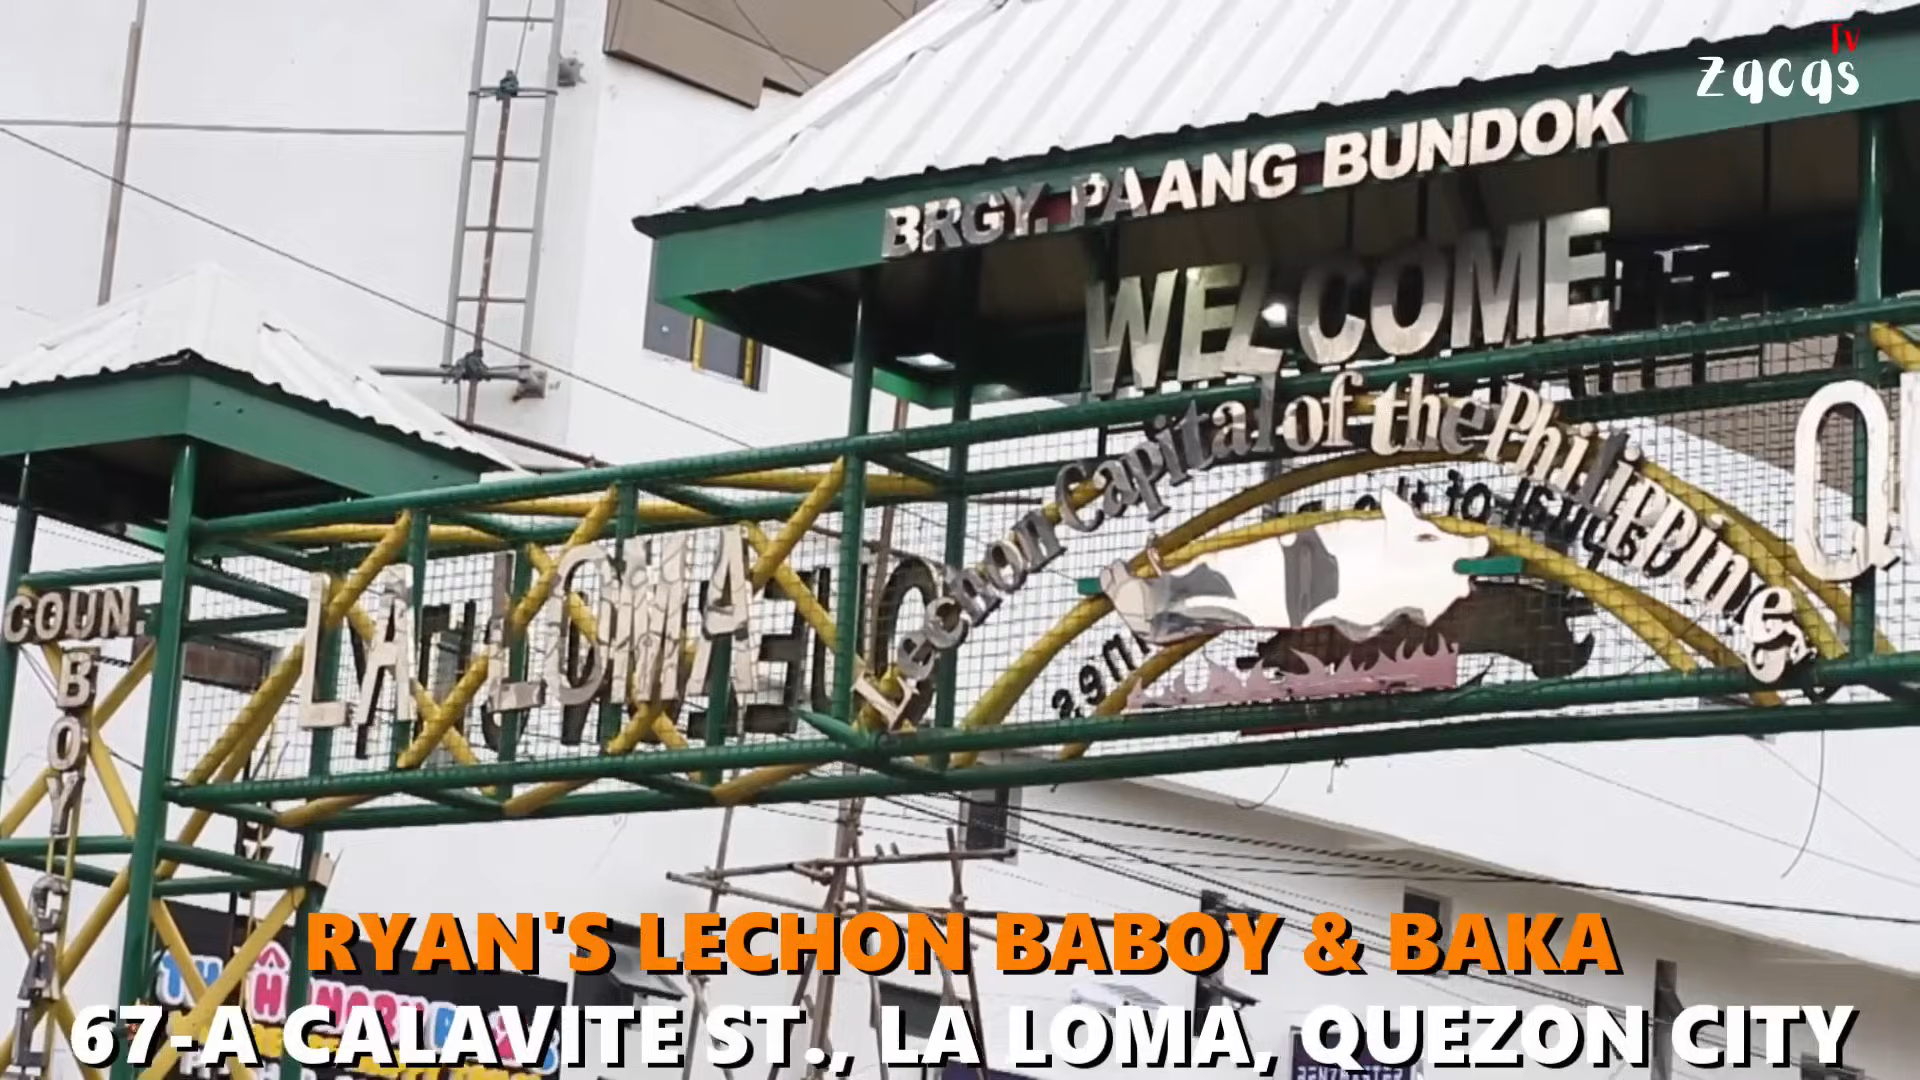 Tv
zacas
BRGY. PAANG BUNDOK
WELCOME
Lechon Capital of the Philippines
LA LOMA
COUN.
BOY
RYAN'S LECHON BABOY & BAKA
67-A CALAVITE ST., LA LOMA, QUEZON CITY